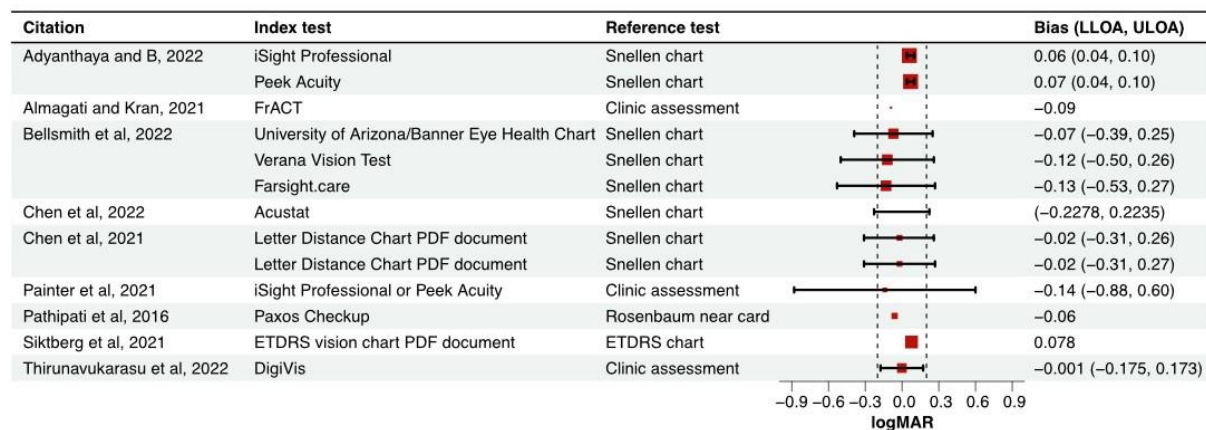 Citation Index test Reference test Bias (LLOA, ULOA)
Adyanthaya and B, 2022 iSight Professional Snellen chart 0.06 (0.04, 0.10)
Peek Acuity Snellen chart 0.07 (0.04, 0.10)
Almagati and Kran, 2021 FrACT Clinic assessment −0.09
Bellsmith et al, 2022 University of Arizona/Banner Eye Health Chart Snellen chart −0.07 (−0.39, 0.25)
Verana Vision Test Snellen chart −0.12 (−0.50, 0.26)
Farsight.care Snellen chart −0.13 (−0.53, 0.27)
Chen et al, 2022 Acustat Snellen chart (−0.2278, 0.2235)
Chen et al, 2021 Letter Distance Chart PDF document Snellen chart −0.02 (−0.31, 0.26)
Letter Distance Chart PDF document Snellen chart −0.02 (−0.31, 0.27)
Painter et al, 2021 iSight Professional or Peek Acuity Clinic assessment −0.14 (−0.88, 0.60)
Pathipati et al, 2016 Paxos Checkup Rosenbaum near card −0.06
Siktberg et al, 2021 ETDRS vision chart PDF document ETDRS chart 0.078
Thirunavukarasu et al, 2022 DigiVis Clinic assessment −0.001 (−0.175, 0.173)
−0.9 −0.6 −0.3 0.0 0.3 0.6 0.9
logMAR